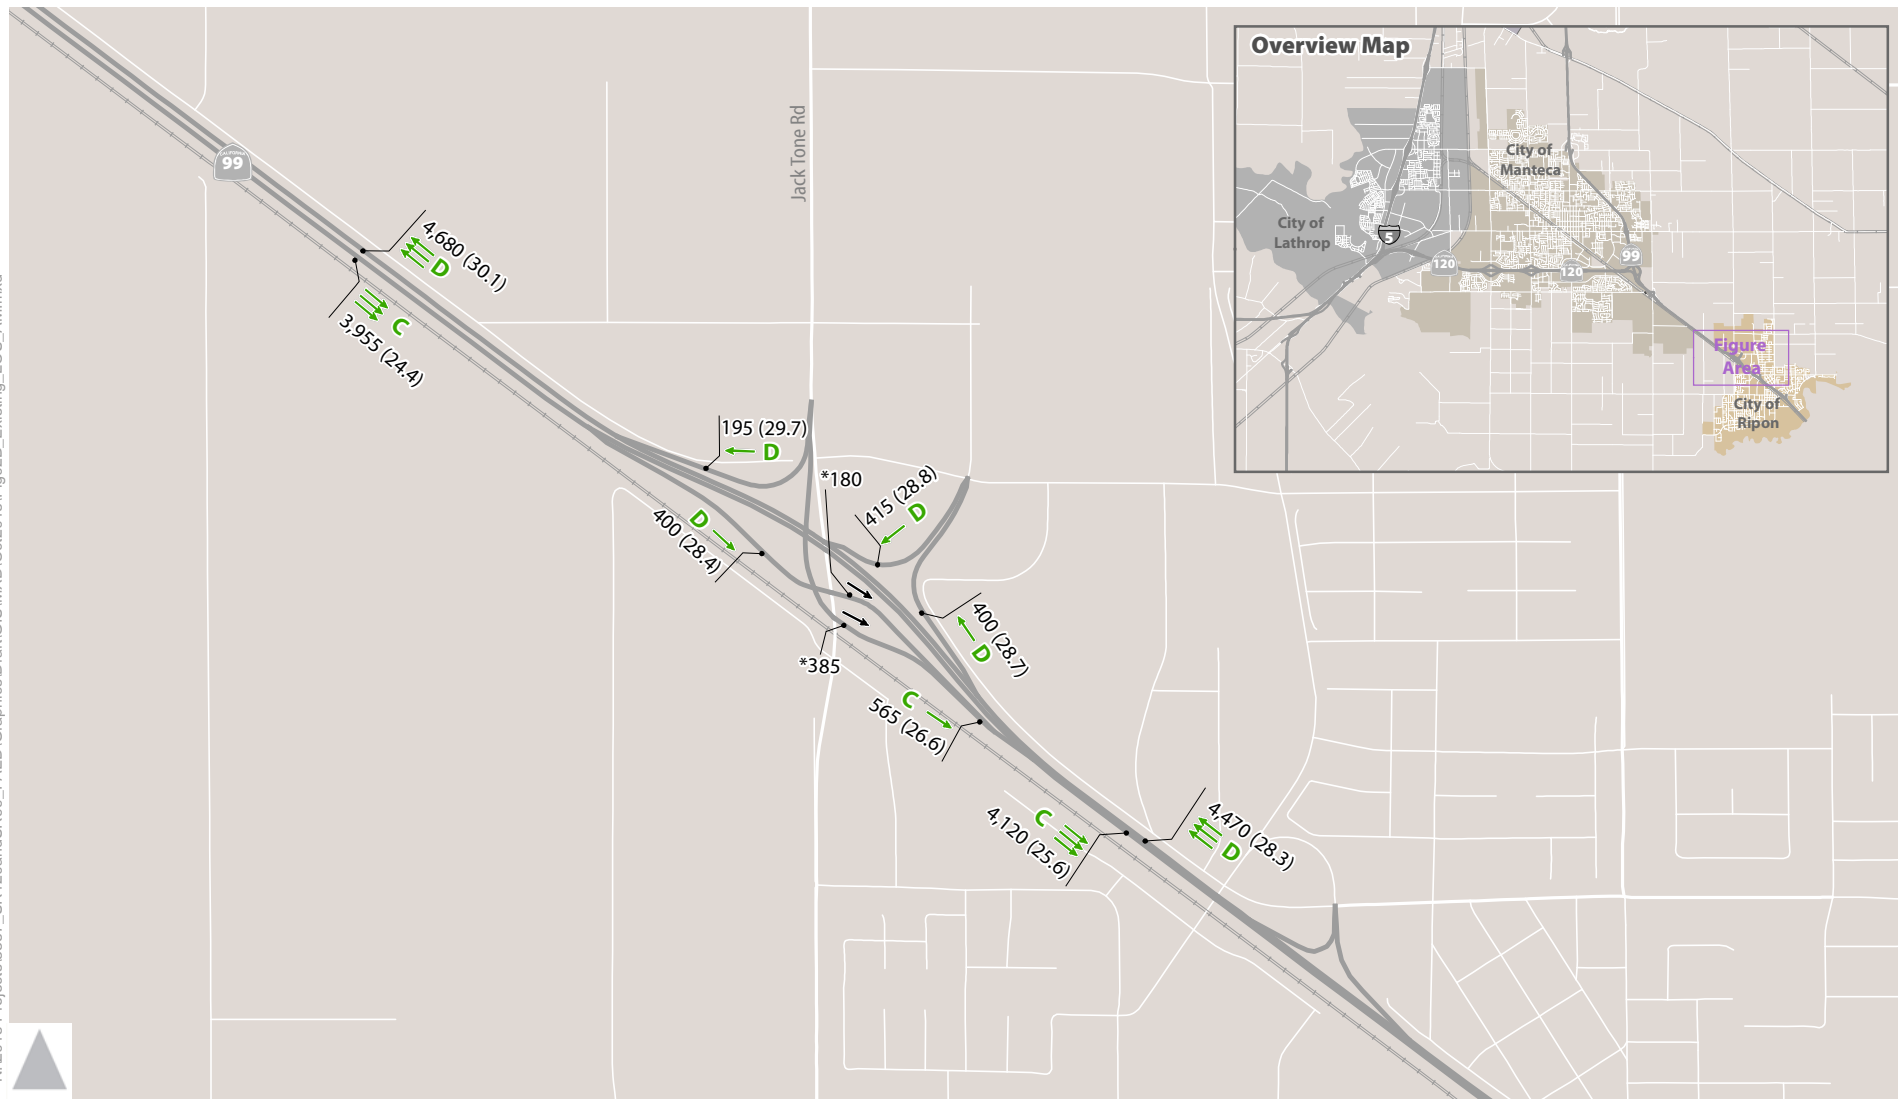 Overview Map
City of
Manteca
City of
Lathrop
5
120
120
99
Figure
Area
City of
Ripon
CALIFORNIA
99
Jack Tone Rd
4,680 (30.1)
D
C
3,955 (24.4)
195 (29.7)
D
*180
415 (28.8)
D
D
400 (28.4)
400 (28.7)
D
*385
C
565 (26.6)
C
4,120 (25.6)
4,470 (28.3)
D